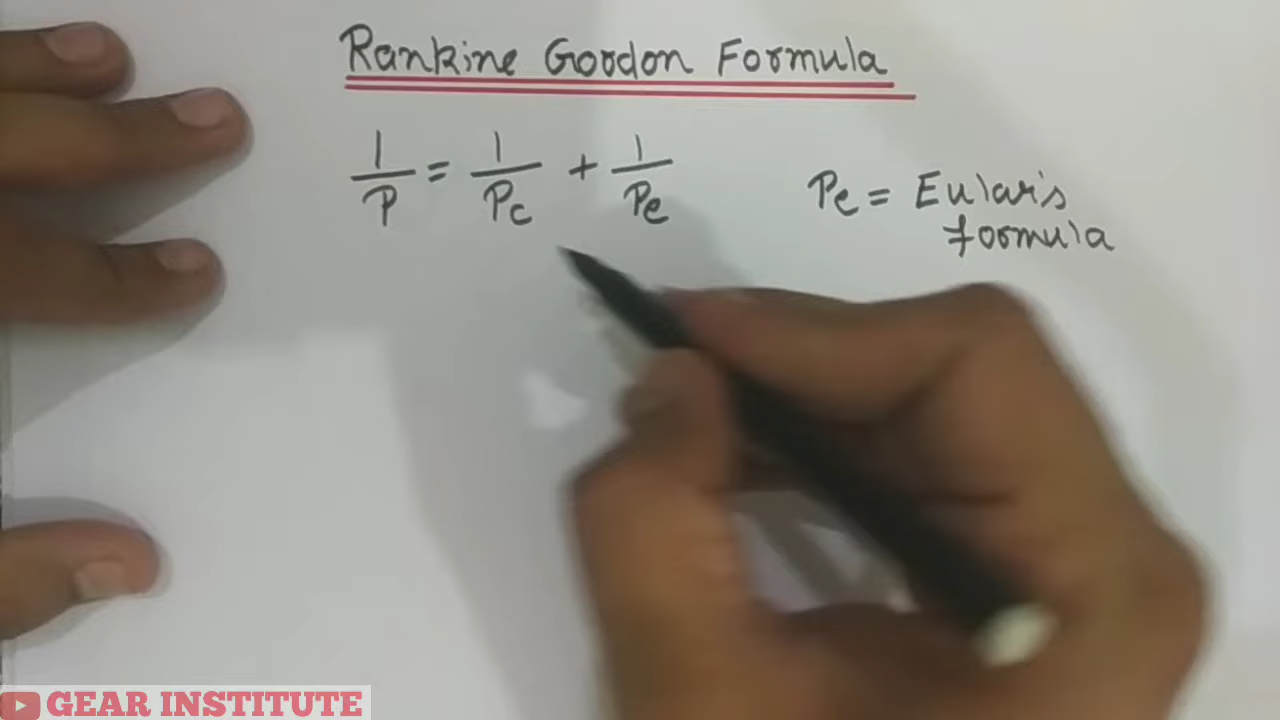 Rankine Gordon Formula
1/P = 1/Pc + 1/Pe
Pe = Eular's
formula
GEAR INSTITUTE